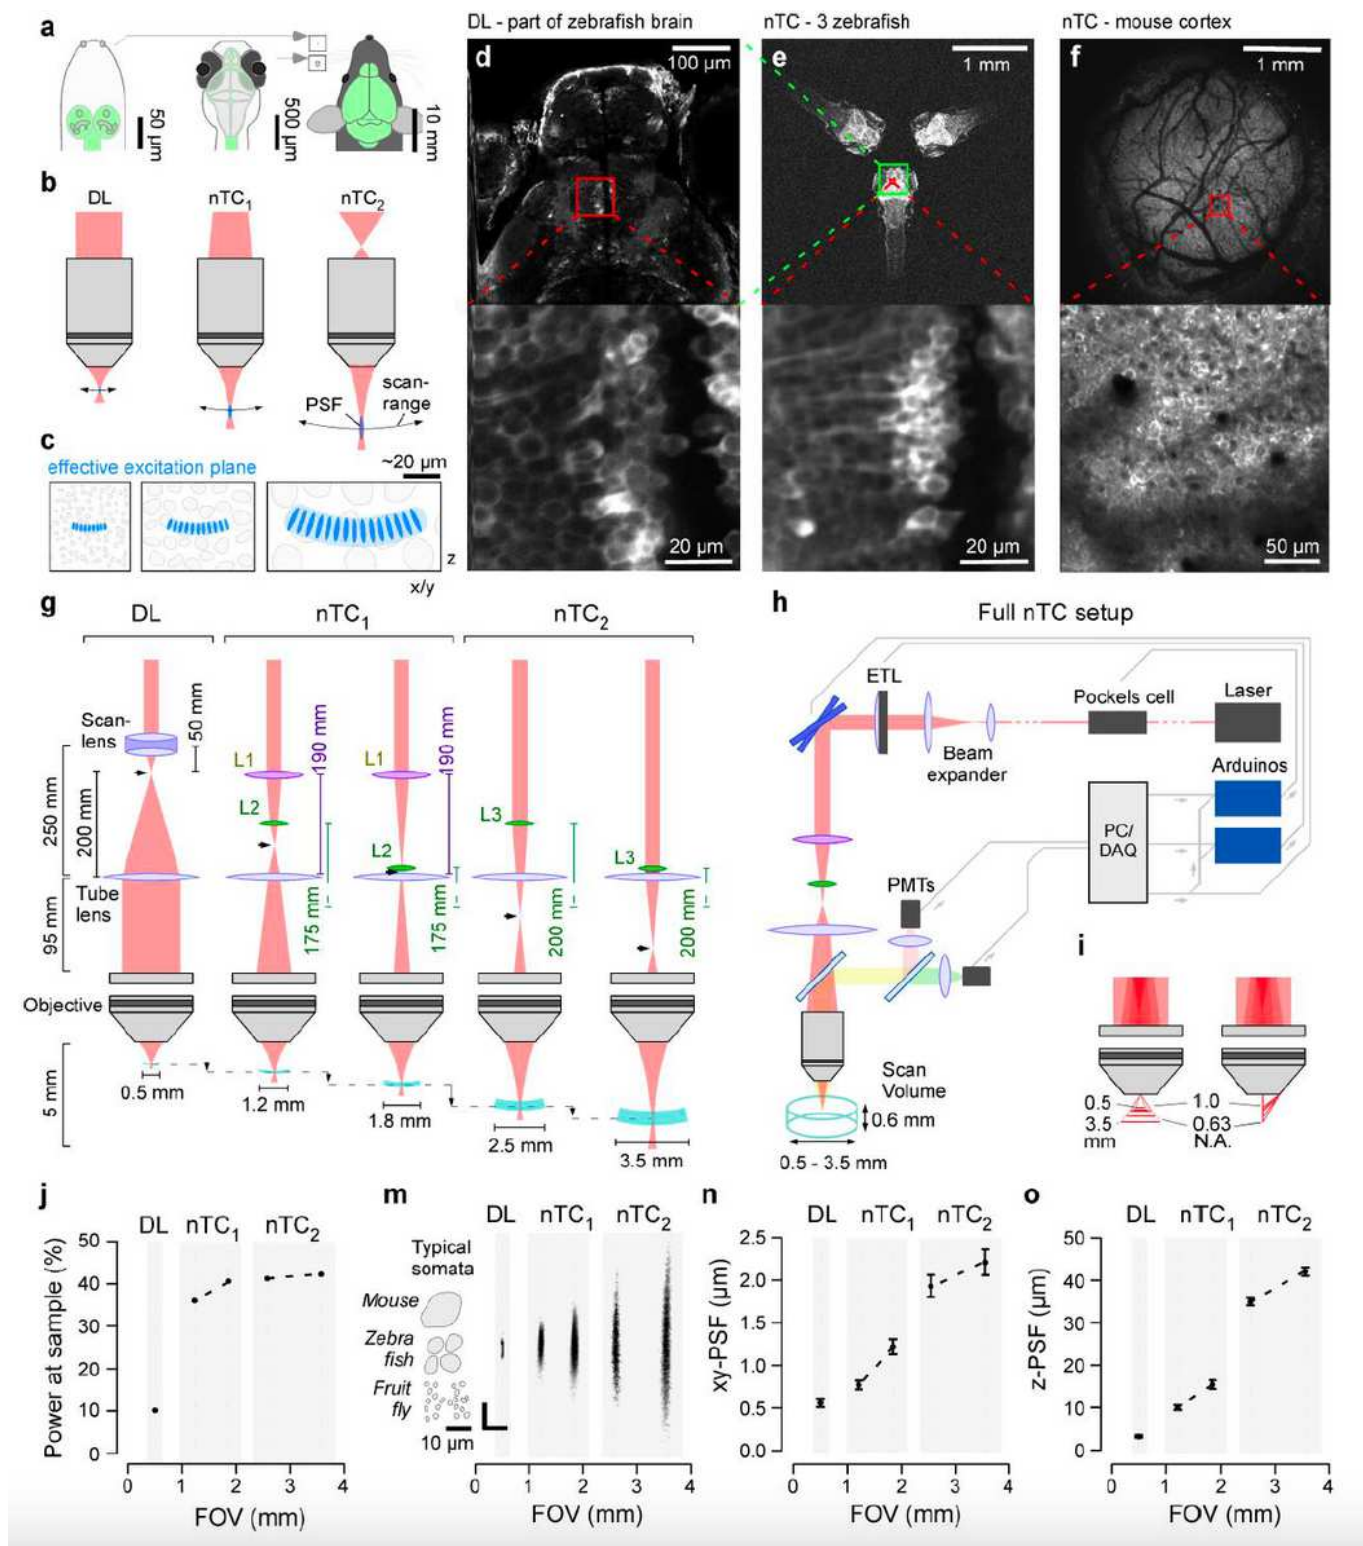 DL - part of zebrafish brain
nTC - 3 zebrafish
nTC - mouse cortex
a
50 µm
500 µm
10 mm
b
DL
nTC1
nTC2
PSF
scan-
range
c
effective excitation plane
~20 µm
z
x/y
d
100 µm
20 µm
e
1 mm
20 µm
f
1 mm
50 µm
g
DL
nTC1
nTC2
Scan-
lens
50 mm
250 mm
200 mm
Tube
lens
95 mm
L1
L2
190 mm
175 mm
L1
L2
190 mm
175 mm
L3
200 mm
L3
200 mm
Objective
5 mm
0.5 mm
1.2 mm
1.8 mm
2.5 mm
3.5 mm
h
Full nTC setup
ETL
Pockels cell
Laser
Beam
expander
Arduinos
PC/
DAQ
PMTs
Scan
Volume
0.6 mm
0.5 - 3.5 mm
i
0.5
3.5
mm
1.0
0.63
N.A.
j
DL
nTC1
nTC2
Power at sample (%)
50
40
30
20
10
0
0 1 2 3 4
FOV (mm)
m
DL
nTC1
nTC2
Typical
somata
Mouse
Zebra
fish
Fruit
fly
10 µm
0 1 2 3 4
FOV (mm)
n
DL
nTC1
nTC2
xy-PSF (µm)
2.5
2.0
1.5
1.0
0.5
0.0
0 1 2 3 4
FOV (mm)
o
DL
nTC1
nTC2
z-PSF (µm)
50
40
30
20
10
0
0 1 2 3 4
FOV (mm)